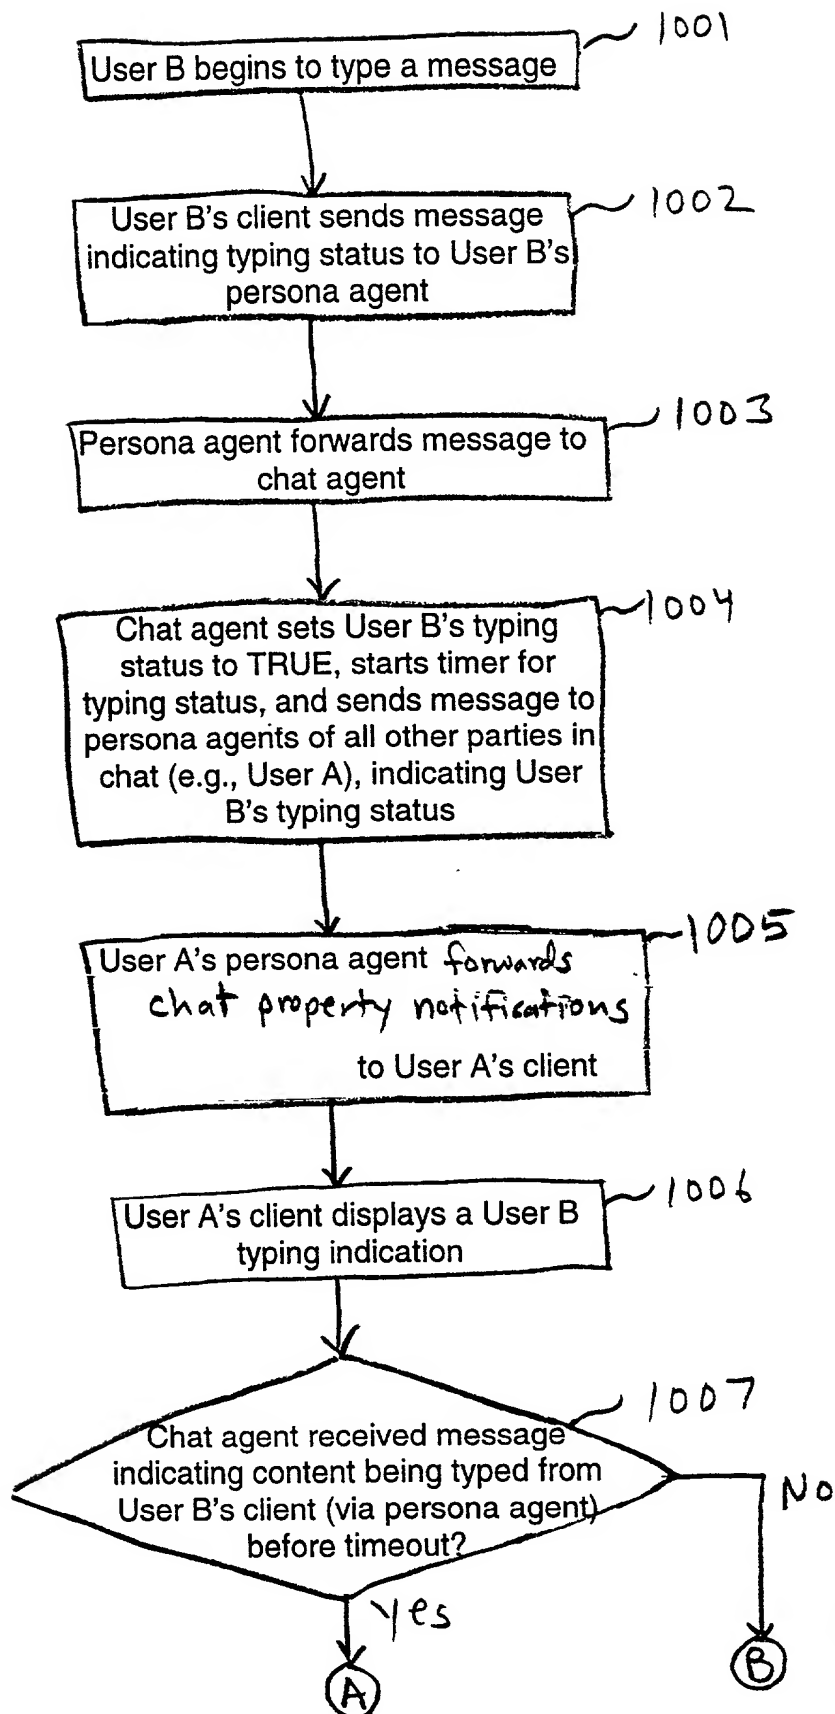 1001
User B begins to type a message
1002
User B's client sends message
indicating typing status to User B's
persona agent
1003
Persona agent forwards message to
chat agent
1004
Chat agent sets User B's typing
status to TRUE, starts timer for
typing status, and sends message to
persona agents of all other parties in
chat (e.g., User A), indicating User
B's typing status
1005
User A's persona agent forwards
chat property notifications
to User A's client
1006
User A's client displays a User B
typing indication
1007
Chat agent received message
indicating content being typed from
User B's client (via persona agent)
before timeout?
No
Yes
B
A